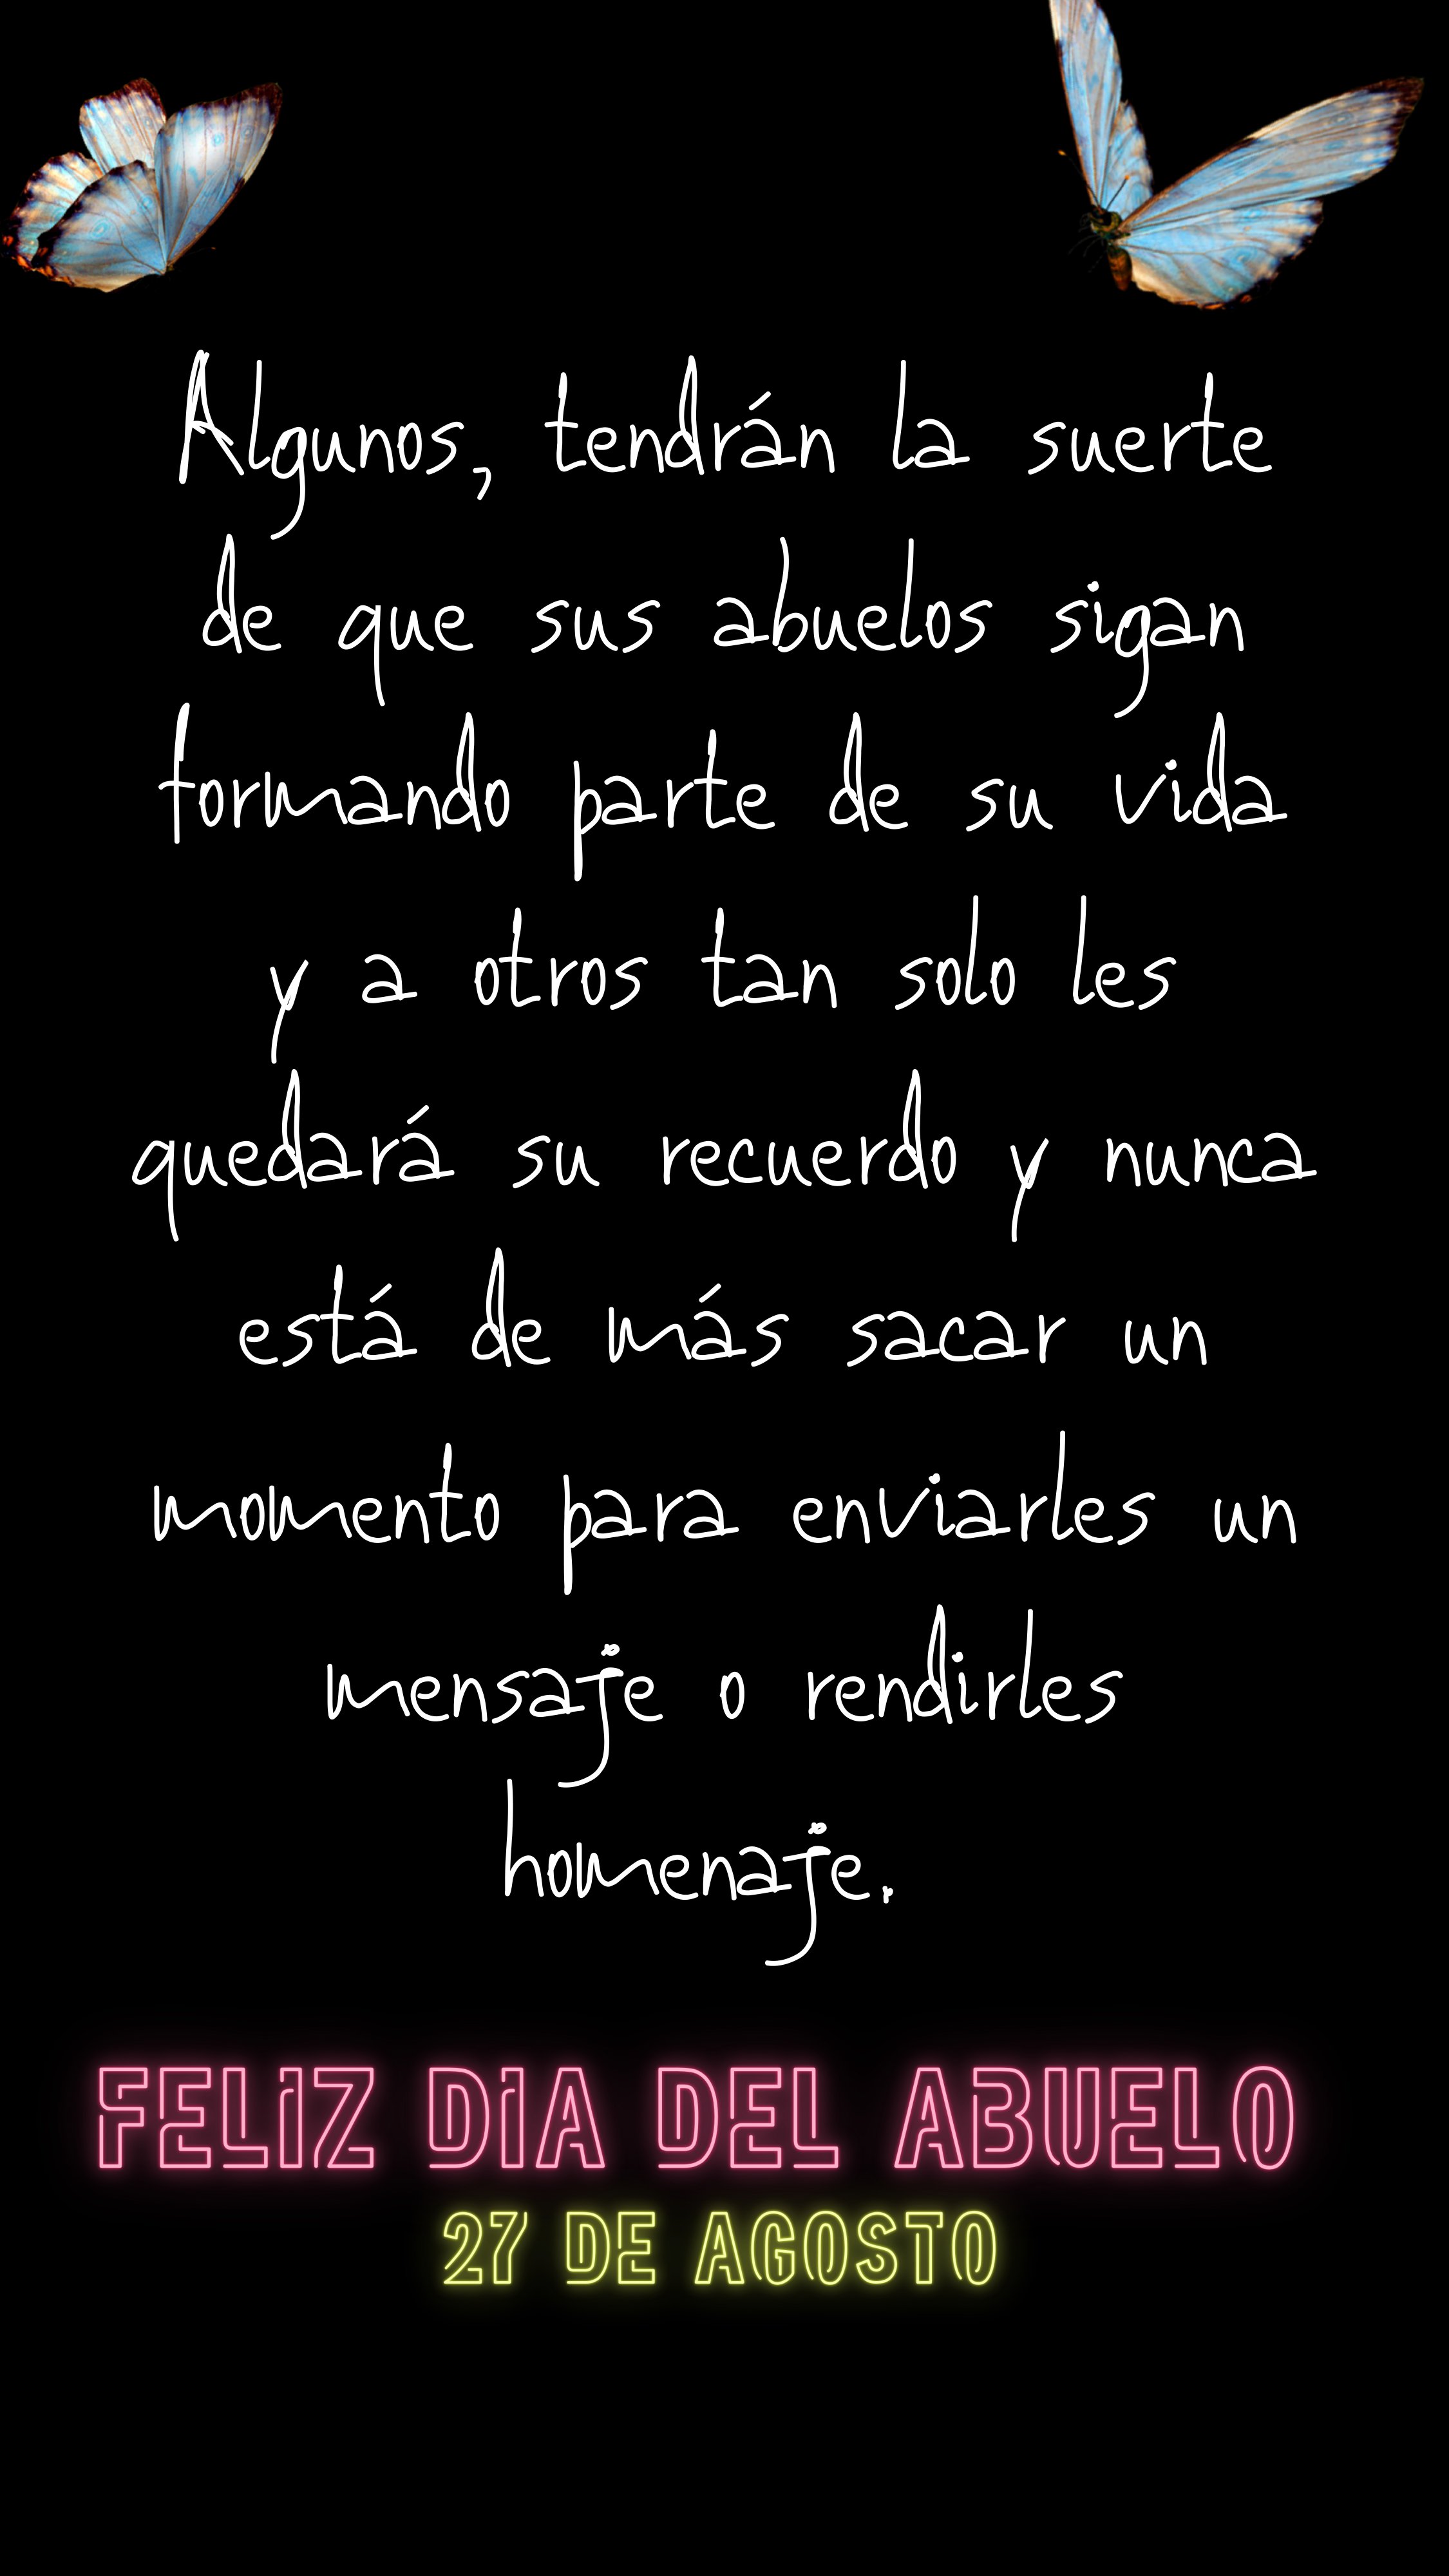 Algunos, tendrán la suerte
de que sus abuelos sigan
formando parte de su vida
y a otros tan solo les
quedará su recuerdo y nunca
está de más sacar un
momento para enviarles un
mensaje o rendirles
homenaje.
FELIZ DIA DEL ABUELO
27 DE AGOSTO